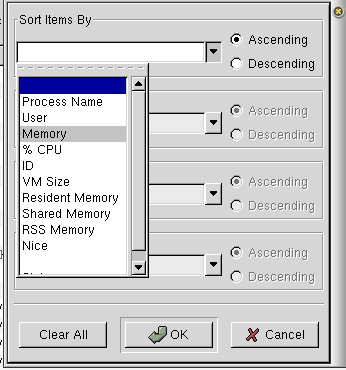 Sort Items By
Ascending
Descending
Process Name
User
Memory
% CPU
ID
VM Size
Resident Memory
Shared Memory
RSS Memory
Nice
Ascending
Descending
Ascending
Descending
Ascending
Descending
Clear All
OK
Cancel